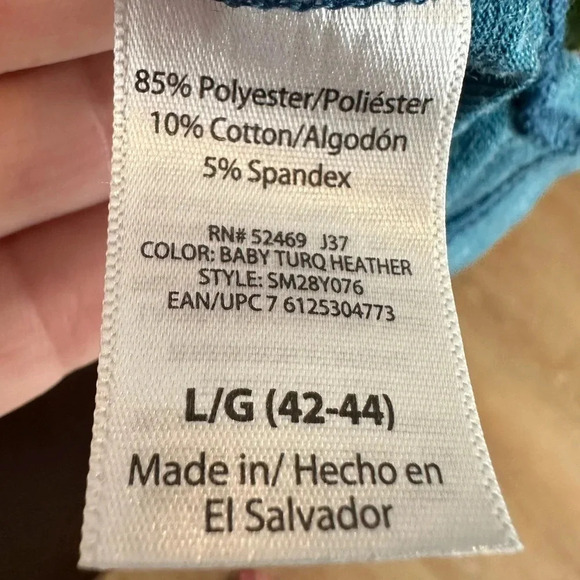 85% Polyester/Poliéster
10% Cotton/Algodón
5% Spandex
RN# 52469 J37
COLOR: BABY TURQ HEATHER
STYLE: SM28Y076
EAN/UPC 7 6125304773
L/G (42-44)
Made in/ Hecho en
El Salvador